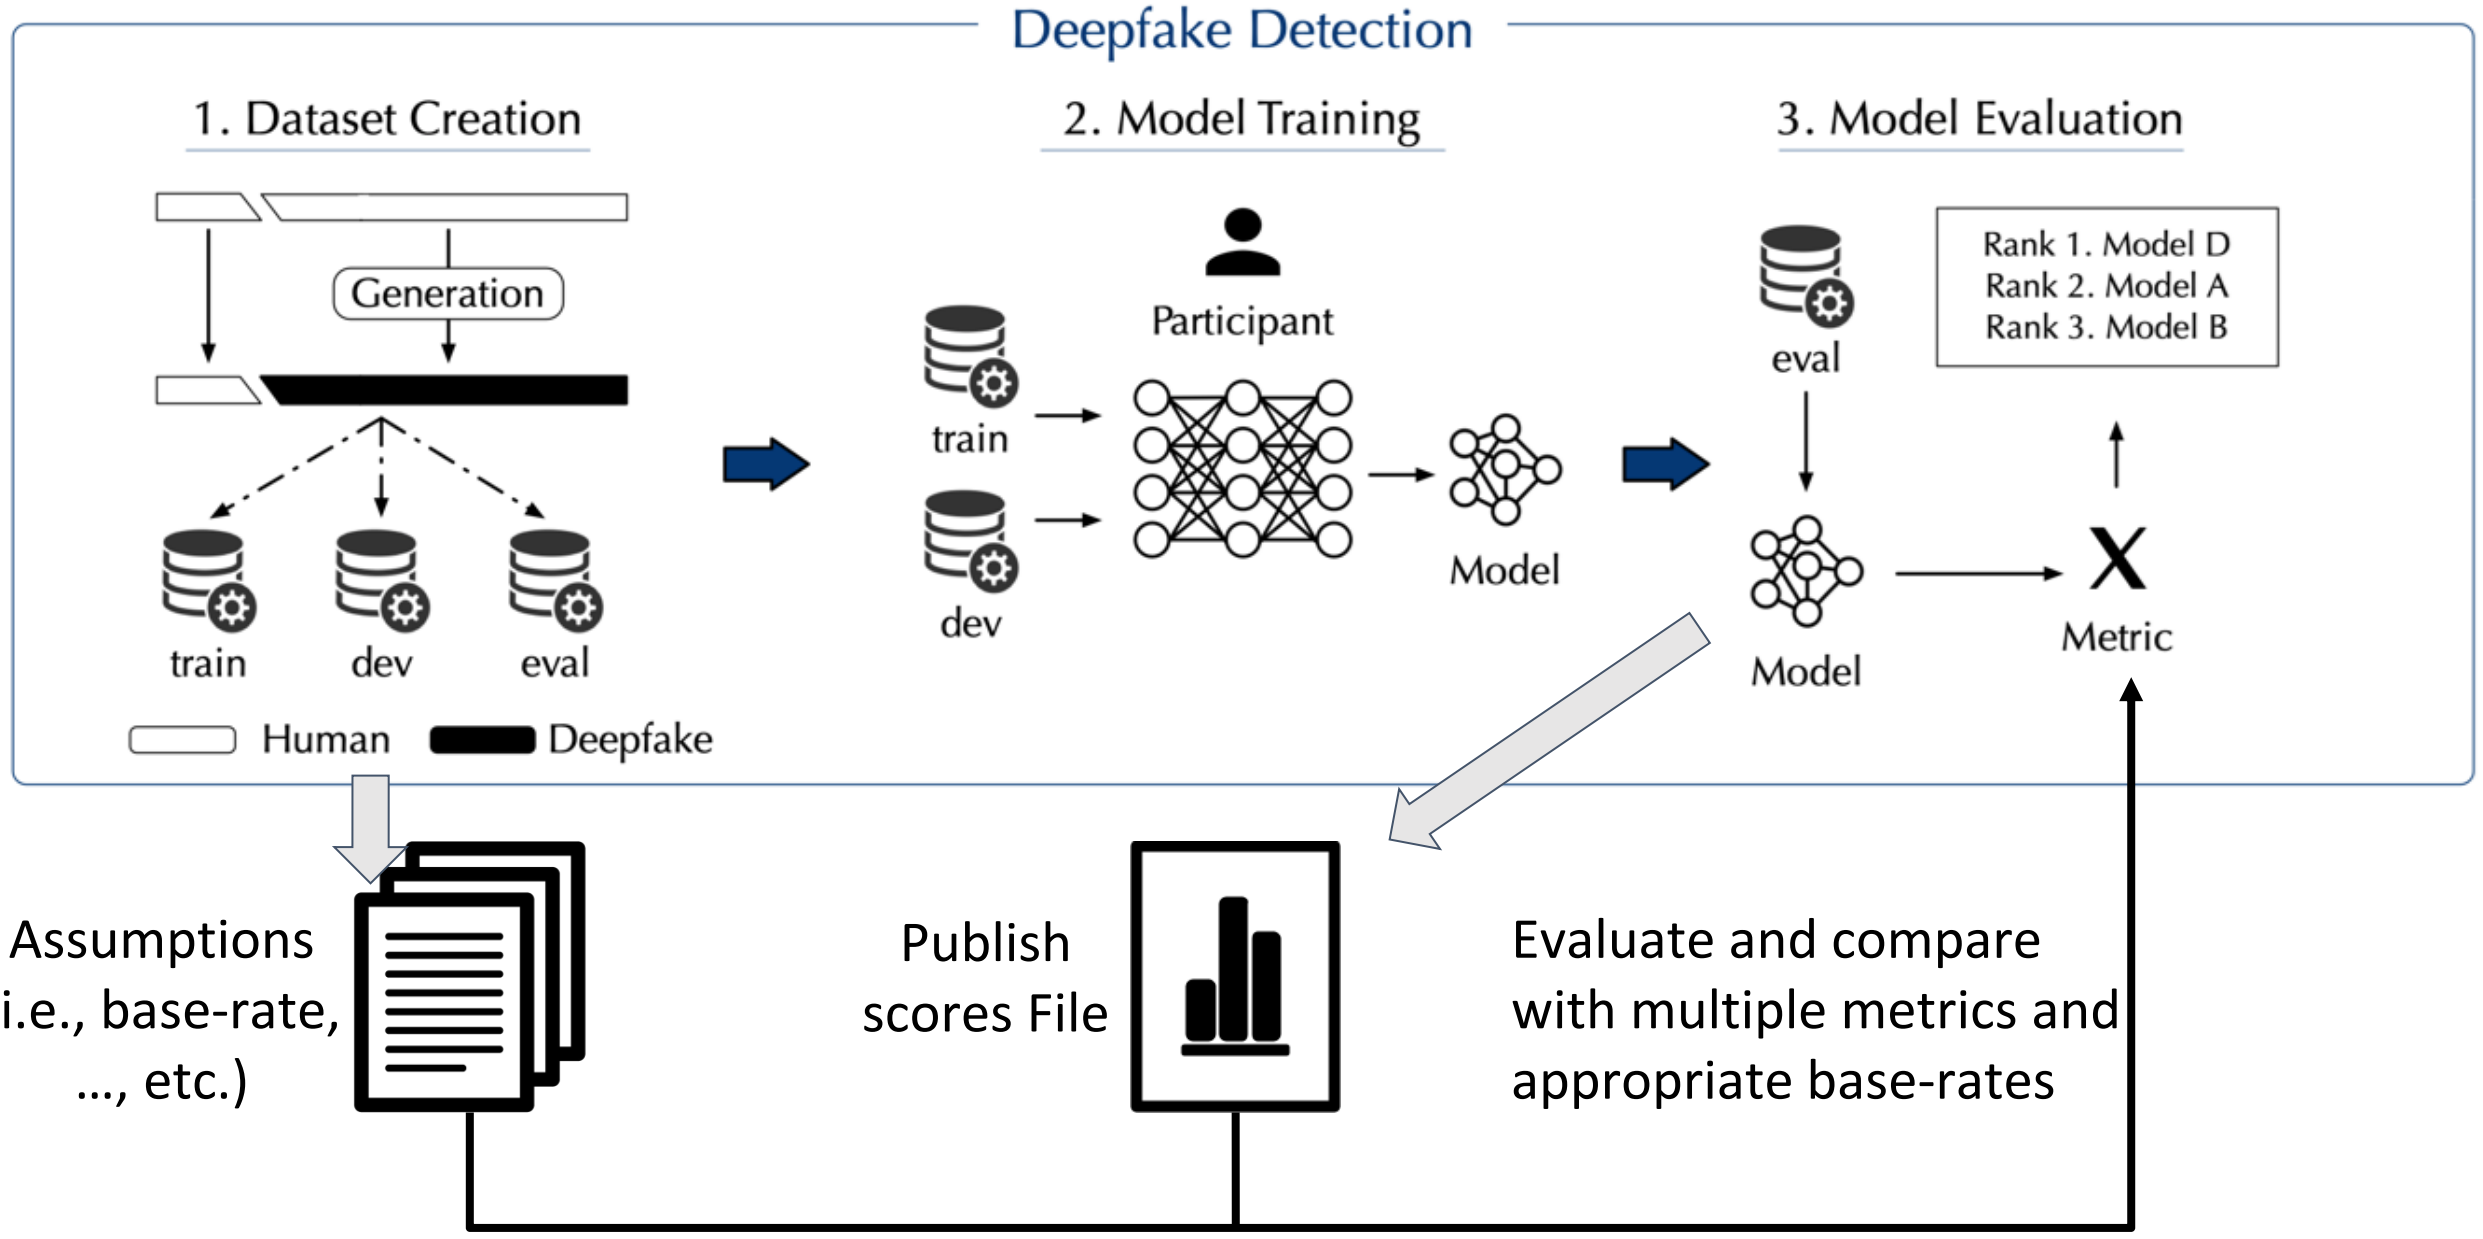 Deepfake Detection
1. Dataset Creation
Generation
train
dev
eval
Human
Deepfake
2. Model Training
Participant
train
dev
Model
3. Model Evaluation
eval
Rank 1. Model D
Rank 2. Model A
Rank 3. Model B
Model
X
Metric
Assumptions
i.e., base-rate,
..., etc.)
Publish
scores File
Evaluate and compare
with multiple metrics and
appropriate base-rates